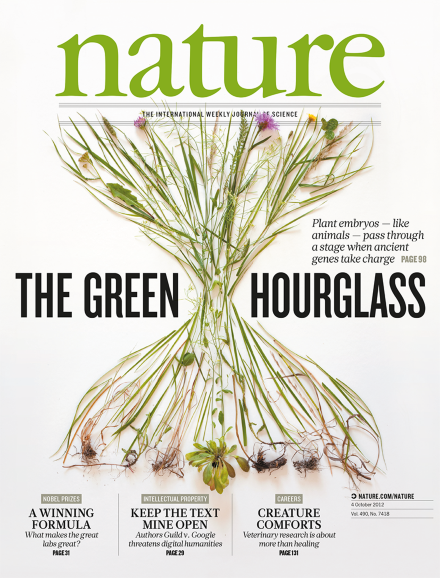 nature
THE INTERNATIONAL WEEKLY JOURNAL OF SCIENCE
Plant embryos — like
animals — pass through
a stage when ancient
genes take charge PAGE 98
THE GREEN HOURGLASS
NOBEL PRIZES
A WINNING
FORMULA
What makes the great
labs great?
PAGE 31
INTELLECTUAL PROPERTY
KEEP THE TEXT
MINE OPEN
Authors Guild v. Google
threatens digital humanities
PAGE 29
CAREERS
CREATURE
COMFORTS
Veterinary research is about
more than healing
PAGE 131
NATURE.COM/NATURE
4 October 2012
Vol. 490, No. 7418